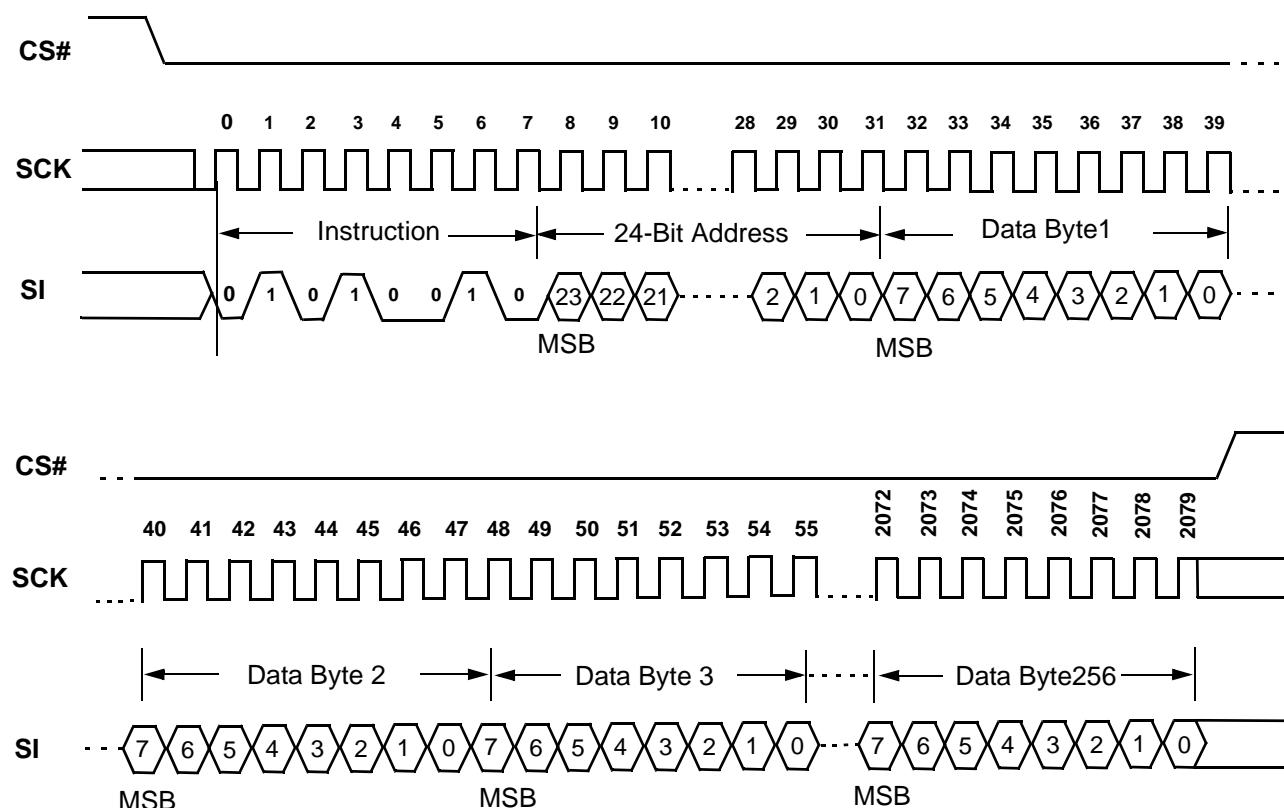 CS#
0 1 2 3 4 5 6 7 8 9 10 28 29 30 31 32 33 34 35 36 37 38 39
SCK
Instruction 24-Bit Address Data Byte1
SI 0 1 0 1 0 0 1 0 23 22 21 2 1 0 7 6 5 4 3 2 1 0
MSB MSB
CS#
40 41 42 43 44 45 46 47 48 49 50 51 52 53 54 55 2072 2073 2074 2075 2076 2077 2078 2079
SCK
Data Byte 2 Data Byte 3 Data Byte256
SI 7 6 5 4 3 2 1 0 7 6 5 4 3 2 1 0 7 6 5 4 3 2 1 0
MSB MSB MSB